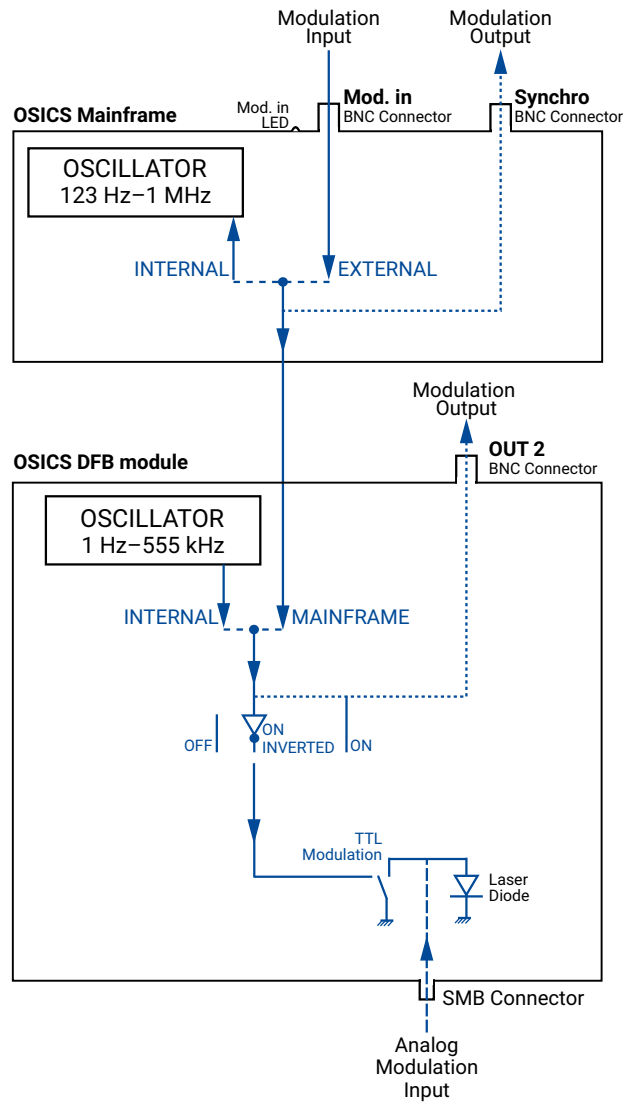 Modulation
Input
Modulation
Output
OSICS Mainframe
Mod. in
LED
Mod. in
BNC Connector
Synchro
BNC Connector
OSCILLATOR
123 Hz–1 MHz
INTERNAL
EXTERNAL
Modulation
Output
OSICS DFB module
OUT 2
BNC Connector
OSCILLATOR
1 Hz–555 kHz
INTERNAL
MAINFRAME
OFF
ON
INVERTED
ON
TTL
Modulation
Laser
Diode
SMB Connector
Analog
Modulation
Input